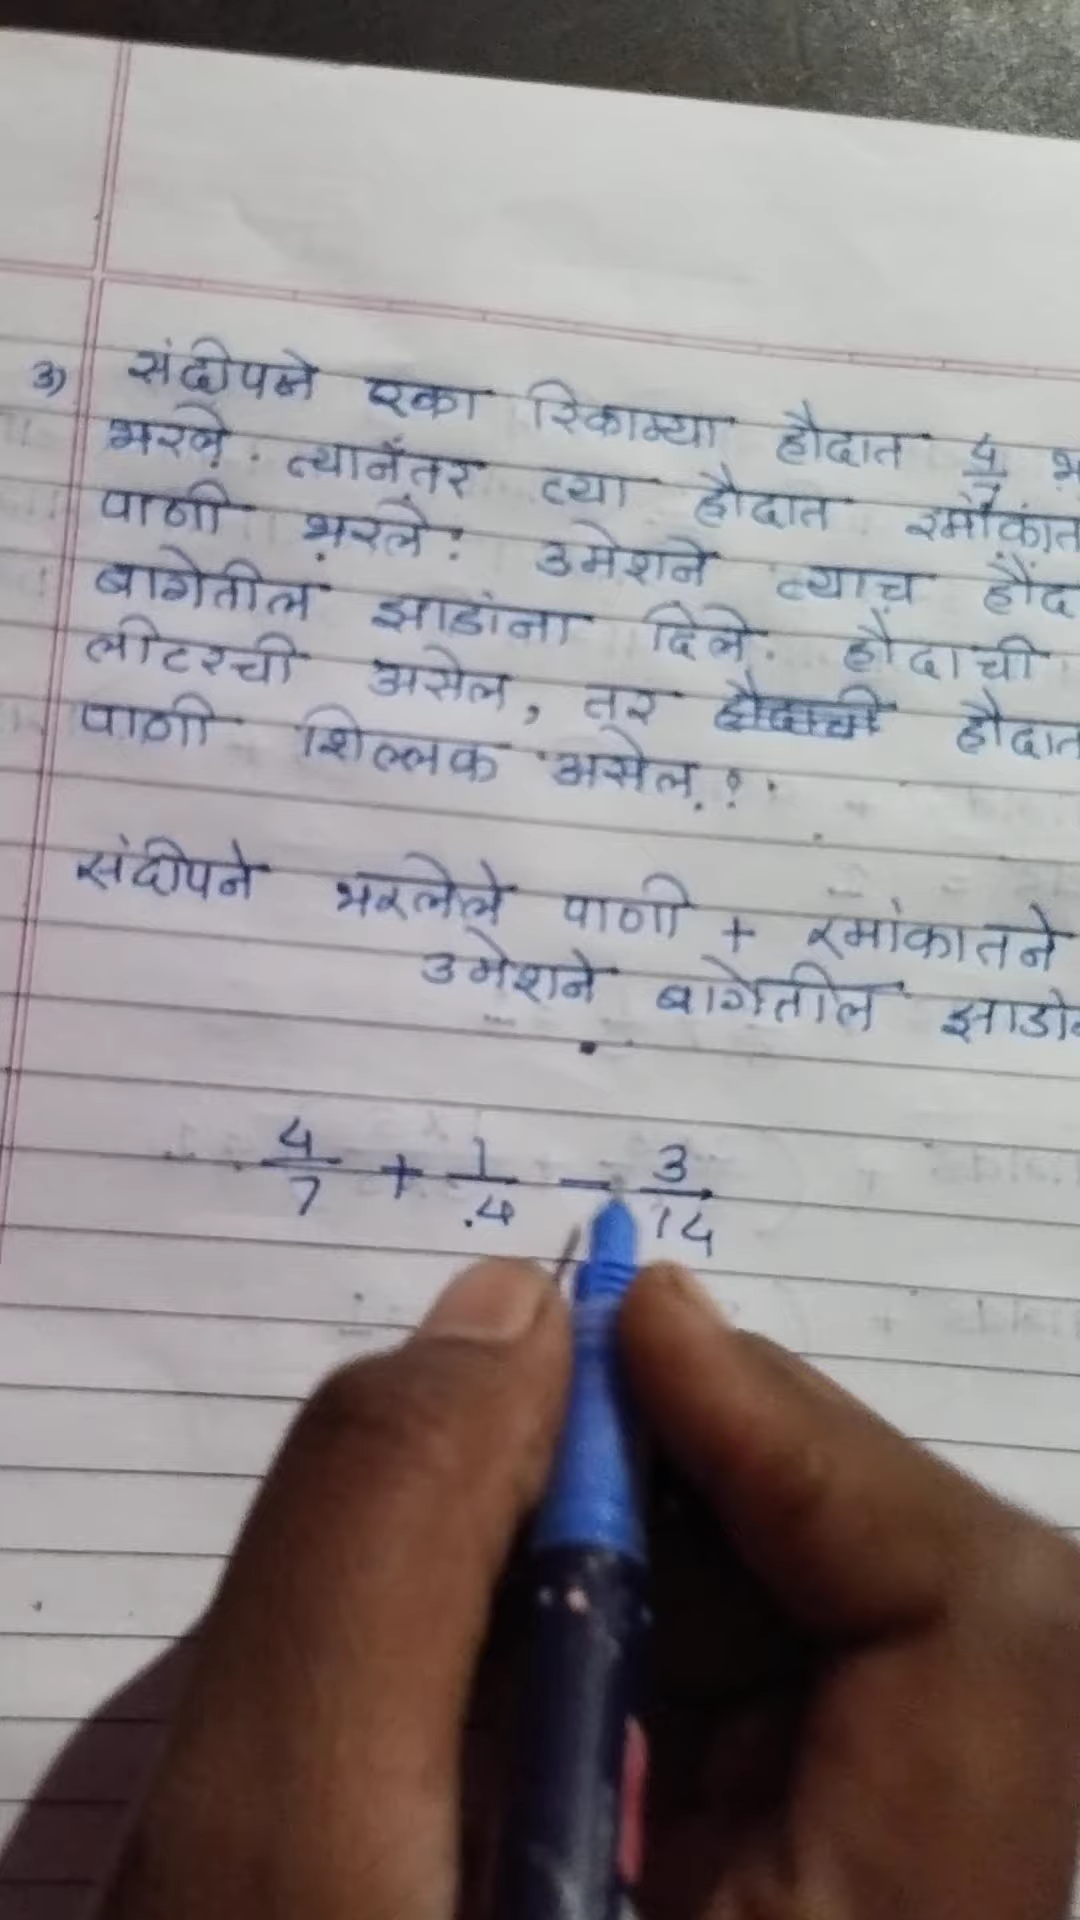 3) संदीपने एका रिकाम्या हौदात 4/7
भरले. त्यानंतर त्या हौदात रमाकांत
पाणी भरले. उमेशने त्याच हौद
बागेतील झाडांना दिले. हौदाची
लीटरची असेल, तर हौदात
पाणी शिल्लक असेल ?
संदीपने भरलेले पाणी + रमांकातने
उमेशने बागेतील झाडां
4/7 + 1/4 - 3/14